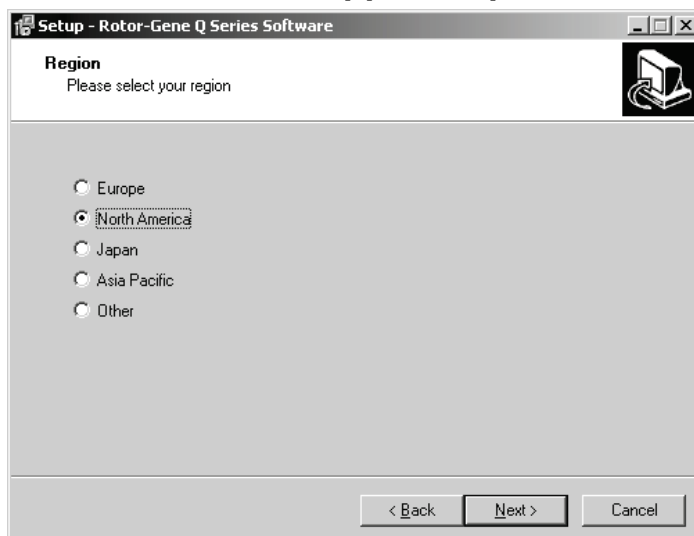 Setup - Rotor-Gene Q Series Software
Region
Please select your region
Europe
North America
Japan
Asia Pacific
Other
< Back
Next >
Cancel